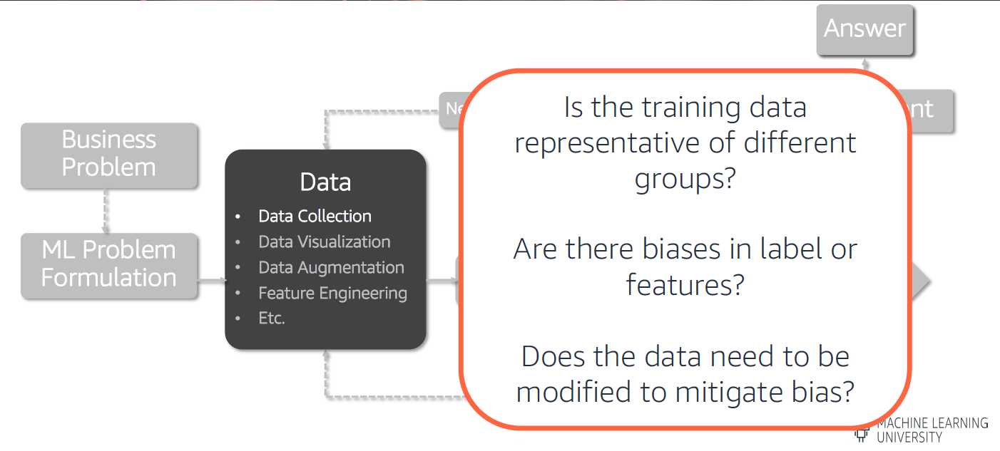 Answer
Business
Problem
ML Problem
Formulation
Data
• Data Collection
• Data Visualization
• Data Augmentation
• Feature Engineering
• Etc.
Ne
Is the training data
representative of different
groups?
Are there biases in label or
features?
Does the data need to be
modified to mitigate bias?
nt
MACHINE LEARNING
UNIVERSITY